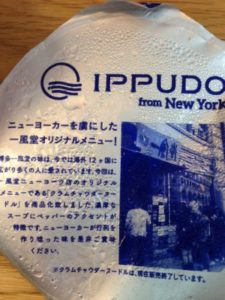 IPPUDO
from New York
ニューヨーカーを虜にした
一風堂オリジナルメニュー!
博多一風堂の味は、今では海外12ヶ国に
広がり多くの人に愛されています。今回は、
一風堂ニューヨーク店のオリジナル
メニューである「クラムチャウダーヌー
ドル」を商品化致しました。濃厚な
スープにペッパーのアクセントが
特徴です。ニューヨーカーが行列を
作り喰った味を是非ご賞味
ください。
※クラムチャウダーヌードルは、現在販売終了しています。